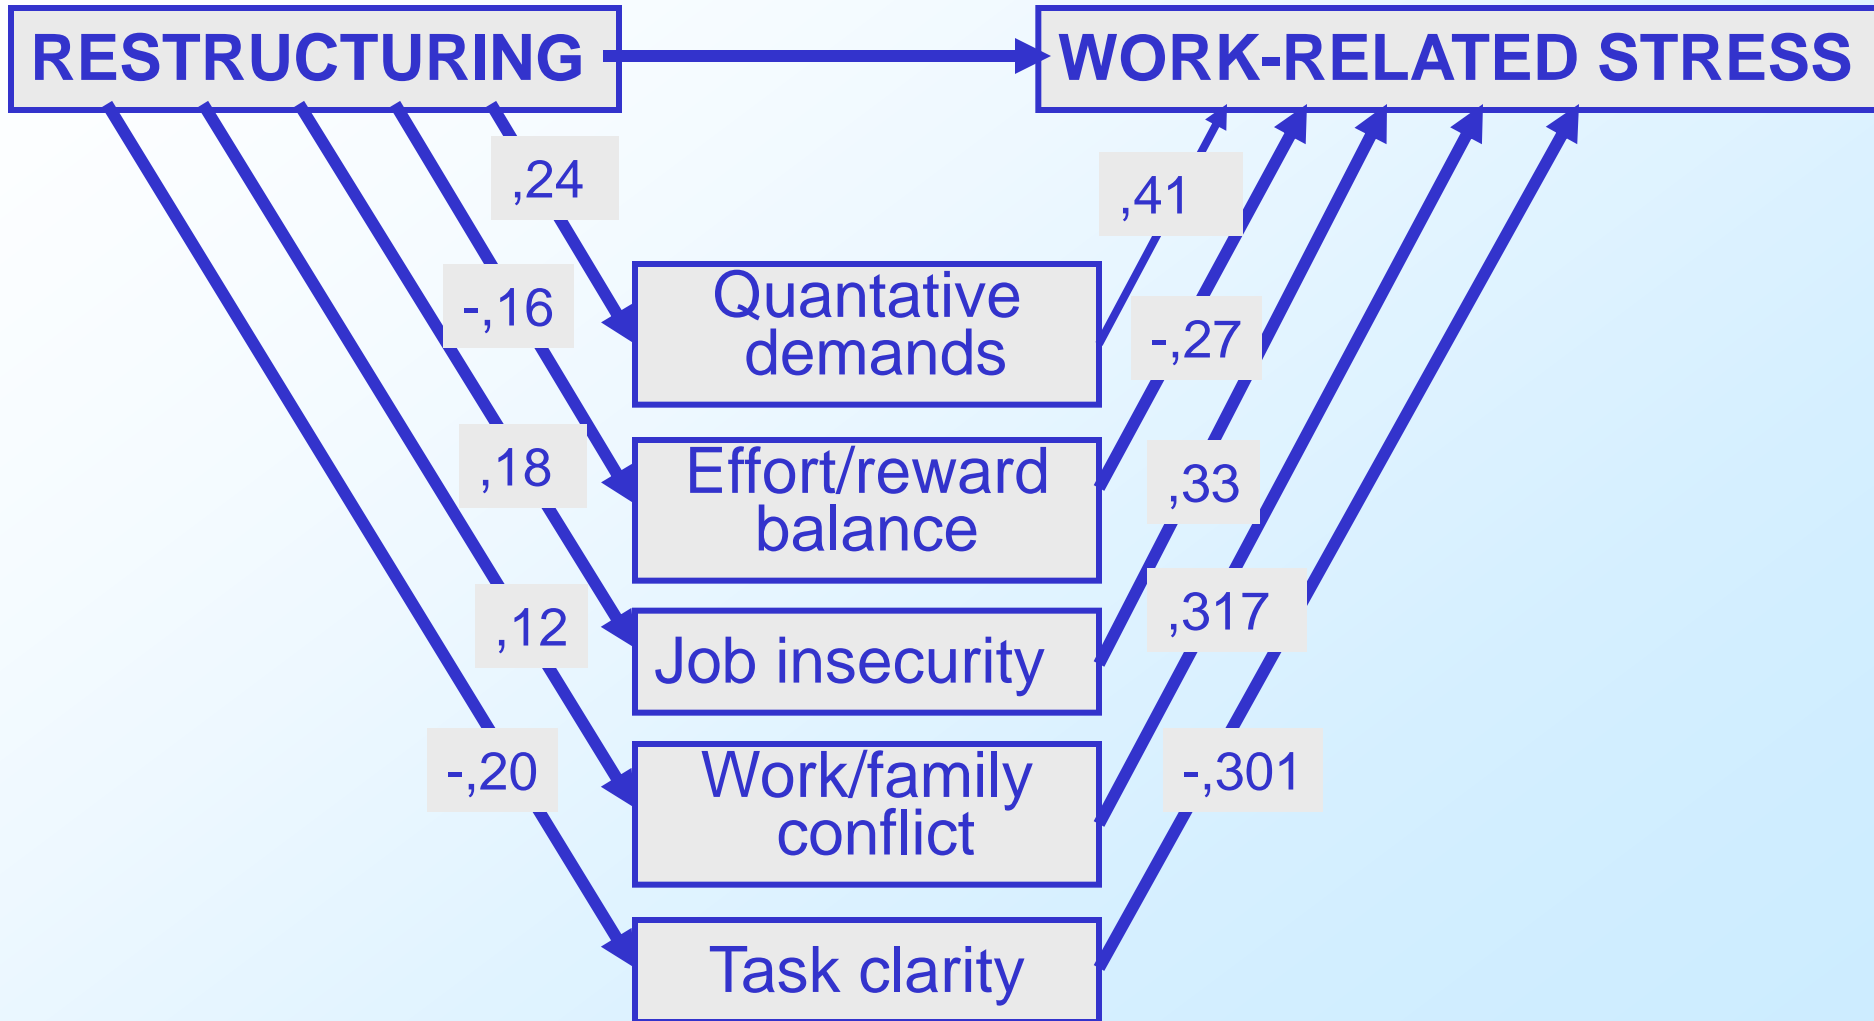 RESTRUCTURING
WORK-RELATED STRESS
,24
,41
Quantative
demands
-,16
-,27
Effort/reward
balance
,18
,33
Job insecurity
,12
,317
Work/family
conflict
-,20
-,301
Task clarity